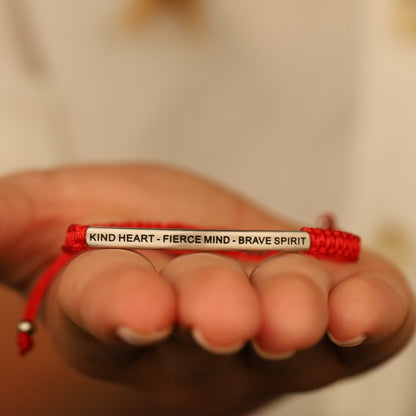 KIND HEART - FIERCE MIND - BRAVE SPIRIT